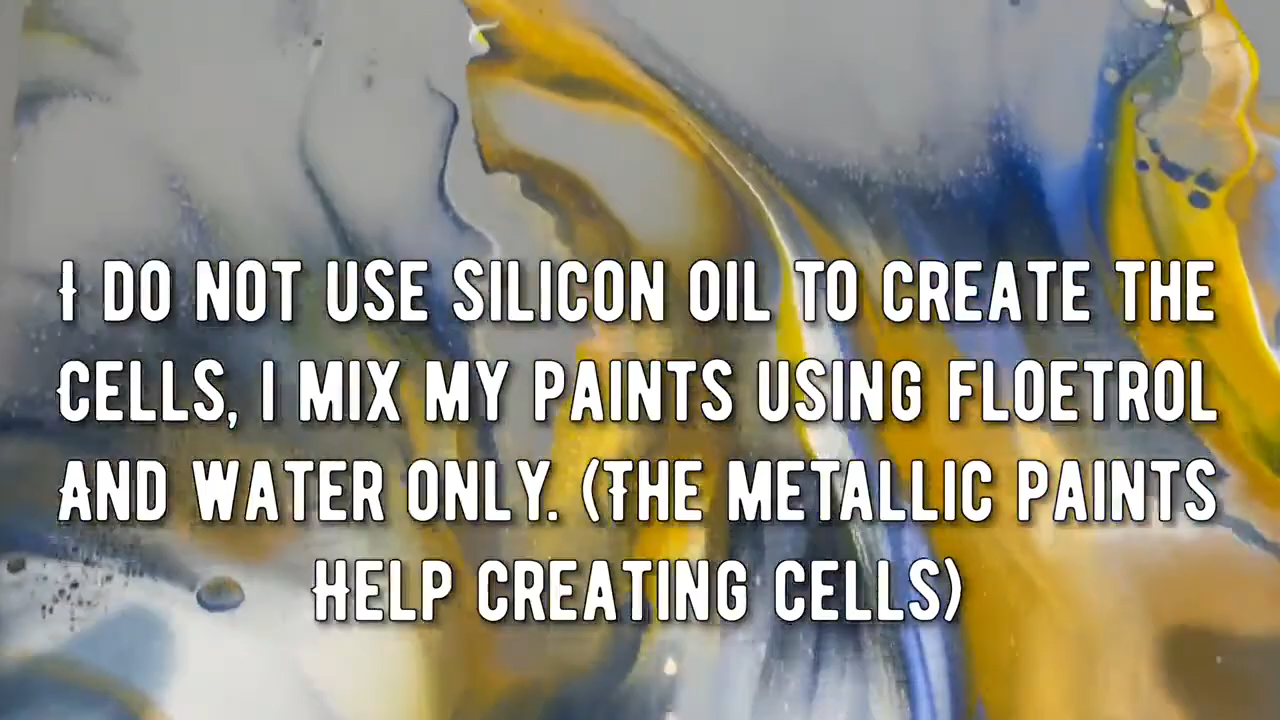 I do not use silicon oil to create the
Cells, I mix my paints using floetrol
and water only. (The metallic paints
Help creating cells)